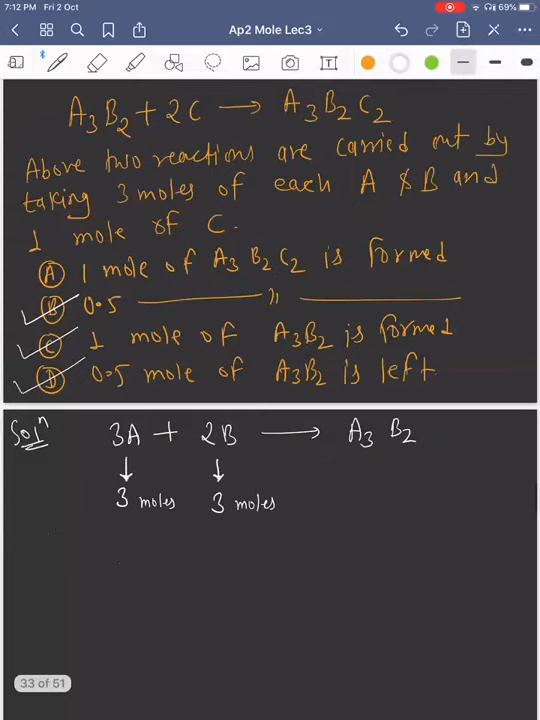 7:12 PM Fri 2 Oct 69%
Ap2 Mole Lec3
A3B2 + 2C → A3B2C2
Above two reactions are carried out by
taking 3 moles of each A & B and
1 mole of C.
(A) 1 mole of A3B2C2 is formed
(B) 0.5 —— 〃 ——
(C) 1 mole of A3B2 is formed
(D) 0.5 mole of A3B2 is left
Solⁿ 3A + 2B → A3 B2
↓ ↓
3 moles 3 moles
33 of 51